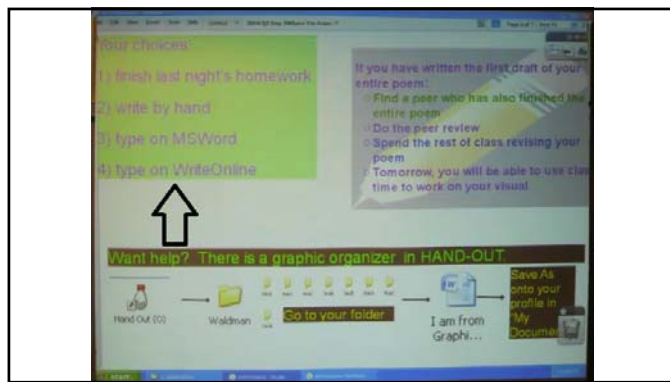 Your choices:
1) finish last night's homework
2) write by hand
3) type on MSWord
4) type on WriteOnline
If you have written the first draft of your
entire poem:
Find a peer who has also finished the
entire poem
Do the peer review
Spend the rest of class revising your
poem
Tomorrow, you will be able to use clas
time to work on your visual
Want help? There is a graphic organizer in HAND-OUT
Hand Out (O)
Waldman
Go to your folder
I am from
Graphi...
Save As
onto your
profile in
"My
Documen